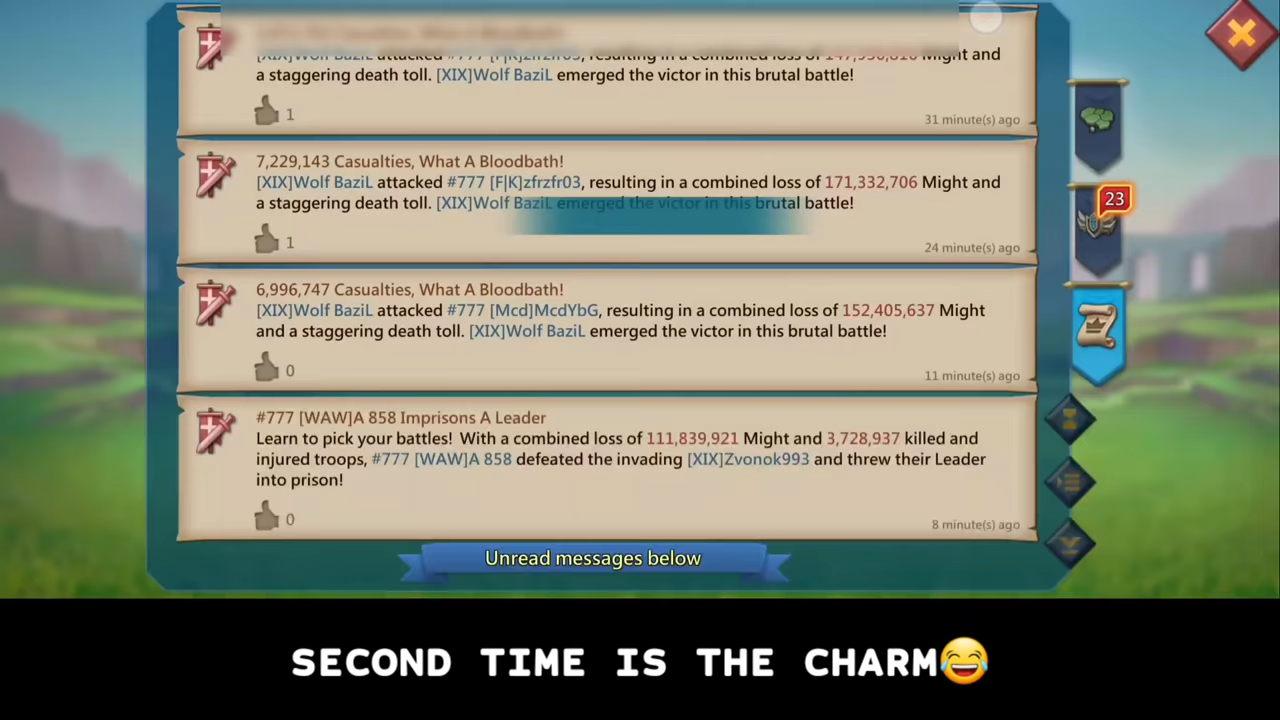 [XIX]Wolf BaziL attacked #777 [F|K]zfrzfr03, resulting in a combined loss of Might and
a staggering death toll. [XIX]Wolf BaziL emerged the victor in this brutal battle!
1
31 minute(s) ago
7,229,143 Casualties, What A Bloodbath!
[XIX]Wolf BaziL attacked #777 [F|K]zfrzfr03, resulting in a combined loss of 171,332,706 Might and
a staggering death toll. [XIX]Wolf BaziL emerged the victor in this brutal battle!
1
24 minute(s) ago
23
6,996,747 Casualties, What A Bloodbath!
[XIX]Wolf BaziL attacked #777 [Mcd]McdYbG, resulting in a combined loss of 152,405,637 Might
and a staggering death toll. [XIX]Wolf BaziL emerged the victor in this brutal battle!
0
11 minute(s) ago
#777 [WAW]A 858 Imprisons A Leader
Learn to pick your battles! With a combined loss of 111,839,921 Might and 3,728,937 killed and
injured troops, #777 [WAW]A 858 defeated the invading [XIX]Zvonok993 and threw their Leader
into prison!
0
8 minute(s) ago
Unread messages below
SECOND TIME IS THE CHARM😂